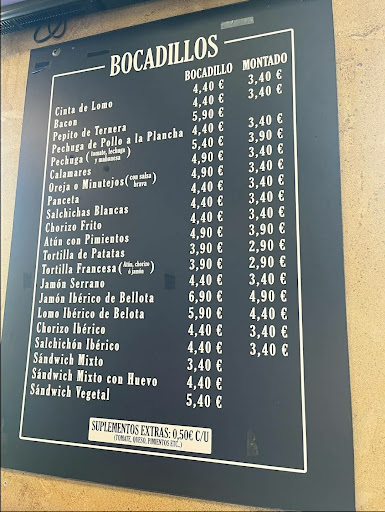 BOCADILLOS
BOCADILLO MONTADO
Cinta de Lomo 4,40 € 3,40 €
Bacon 4,40 € 3,40 €
Pepito de Ternera 5,90 €
Pechuga de Pollo a la Plancha 4,40 € 3,40 €
Pechuga (tomate, lechuga y mahonesa) 5,40 € 3,90 €
Calamares 4,90 € 3,40 €
Oreja o Minutejos (con salsa brava) 4,90 € 3,40 €
Panceta 4,40 € 3,40 €
Salchichas Blancas 4,40 € 3,40 €
Chorizo Frito 4,40 € 3,40 €
Atún con Pimientos 4,90 € 3,90 €
Tortilla de Patatas 3,90 € 2,90 €
Tortilla Francesa (Atún, chorizo ó jamón) 3,90 € 2,90 €
Jamón Serrano 4,40 € 3,40 €
Jamón Ibérico de Bellota 6,90 € 4,90 €
Lomo Ibérico de Belota 5,90 € 4,40 €
Chorizo Ibérico 4,40 € 3,40 €
Salchichón Ibérico 4,40 € 3,40 €
Sándwich Mixto 3,40 €
Sándwich Mixto con Huevo 4,40 €
Sándwich Vegetal 5,40 €
SUPLEMENTOS EXTRAS: 0,50€ C/U
(TOMATE, QUESO, PIMIENTOS ETC..)